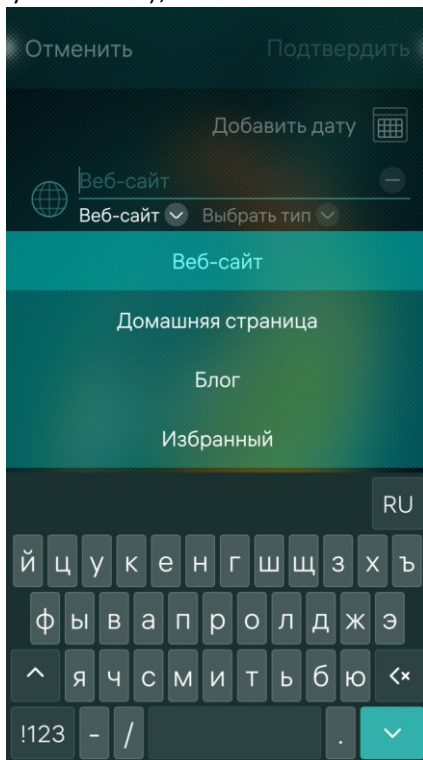 Отменить Подтвердить
Добавить дату
Веб-сайт
Веб-сайт Выбрать тип
Веб-сайт
Домашняя страница
Блог
Избранный
RU
й ц у к е н г ш щ з х ъ
ф ы в а п р о л д ж э
я ч с м и т ь б ю
!123 - / .